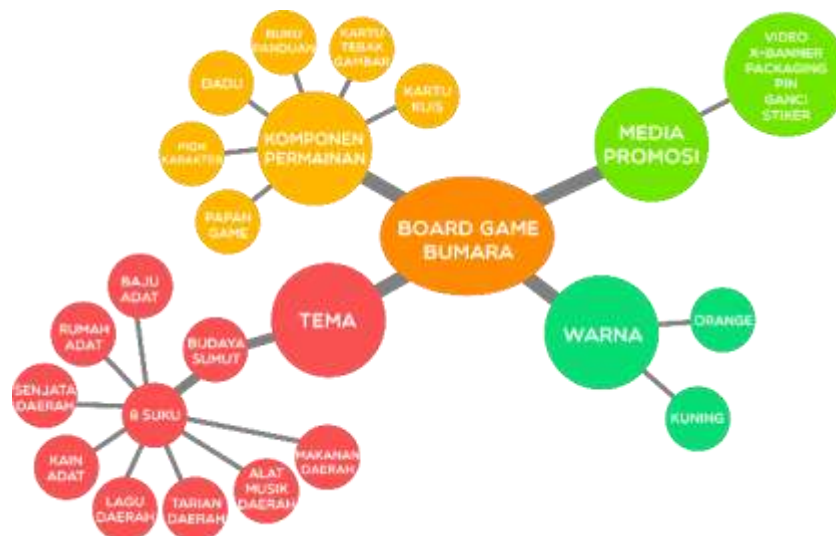 BUKU
PANDUAN
KARTU
TEBAK
GAMBAR
DADU
KARTU
KUIS
PION
KARAKTER
KOMPONEN
PERMAINAN
PAPAN
GAME
VIDEO
X-BANNER
PACKAGING
PIN
GANCI
STIKER
MEDIA
PROMOSI
BOARD GAME
BUMARA
BAJU
ADAT
RUMAH
ADAT
SENJATA
DAERAH
KAIN
ADAT
LAGU
DAERAH
TARIAN
DAERAH
ALAT
MUSIK
DAERAH
MAKANAN
DAERAH
8 SUKU
BUDAYA
SUMUT
TEMA
WARNA
ORANGE
KUNING